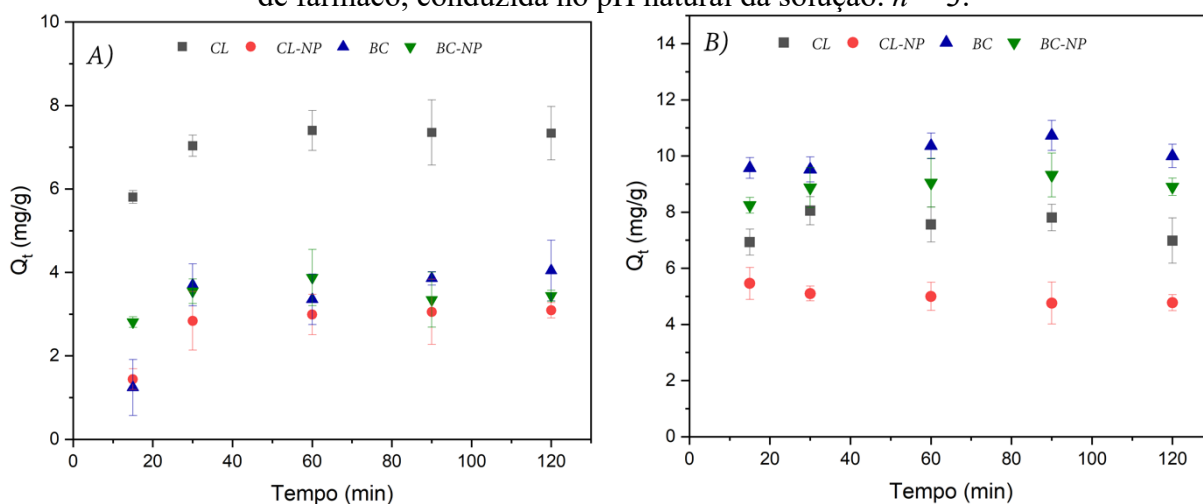 de fármaco, conduzida no pH natural da solução. n = 3.
A)
CL CL-NP BC BC-NP
10
8
6
4
2
0
Qt (mg/g)
0 20 40 60 80 100 120
Tempo (min)
B)
CL CL-NP BC BC-NP
14
12
10
8
6
4
2
0
Qt (mg/g)
0 20 40 60 80 100 120
Tempo (min)